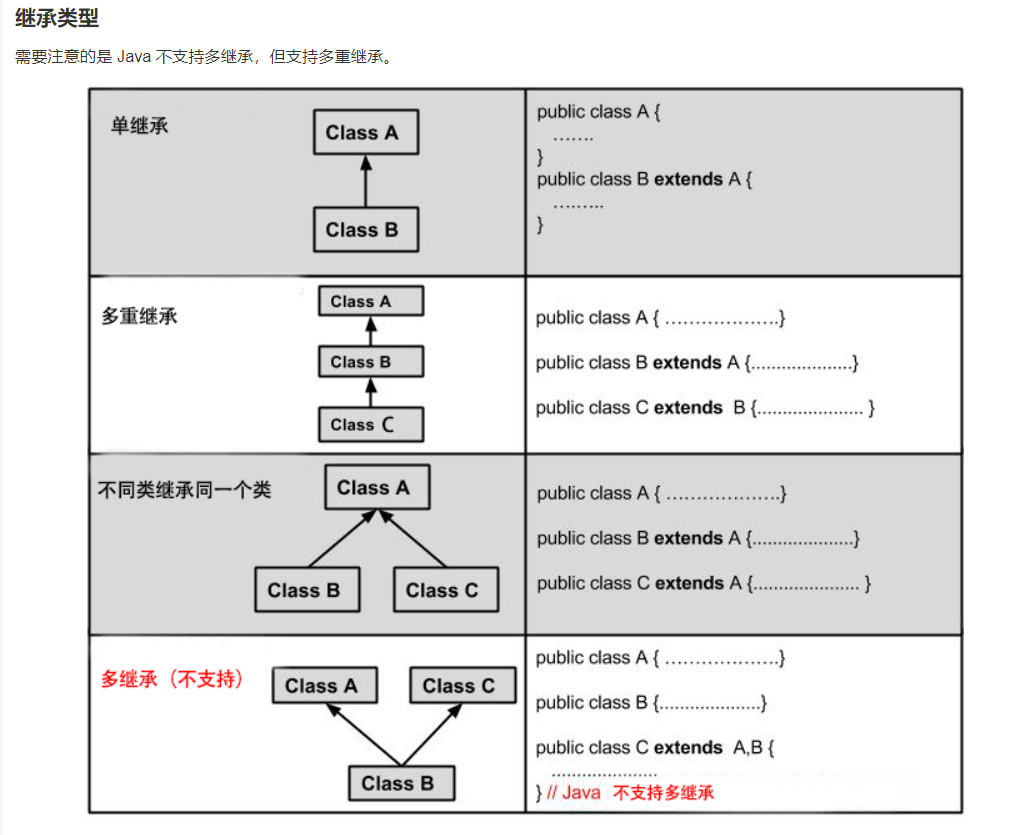 继承类型
需要注意的是 Java 不支持多继承，但支持多重继承。
单继承
Class A
Class B
public class A {
.......
}
public class B extends A {
.........
}
多重继承
Class A
Class B
Class C
public class A { ...................}
public class B extends A {.....................}
public class C extends B {...................... }
不同类继承同一个类
Class A
Class B
Class C
public class A { ...................}
public class B extends A {.....................}
public class C extends A {...................... }
多继承（不支持）
Class A
Class C
Class B
public class A { ...................}
public class B {.....................}
public class C extends A,B {
......................
} // Java 不支持多继承